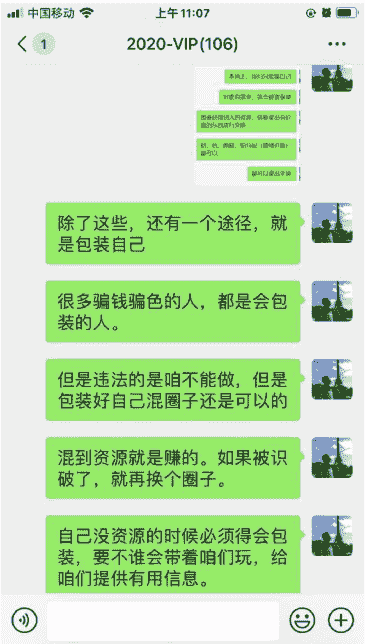 中国移动
上午 11:07
1
2020-VIP(106)
除了这些，还有一个途径，就
是包装自己
很多骗钱骗色的人，都是会包
装的人。
但是违法的是咱不能做，但是
包装好自己混圈子还是可以的
混到资源就是赚的。如果被识
破了，就再换个圈子。
自己没资源的时候必须得会包
装，要不谁会带着咱们玩，给
咱们提供有用信息。